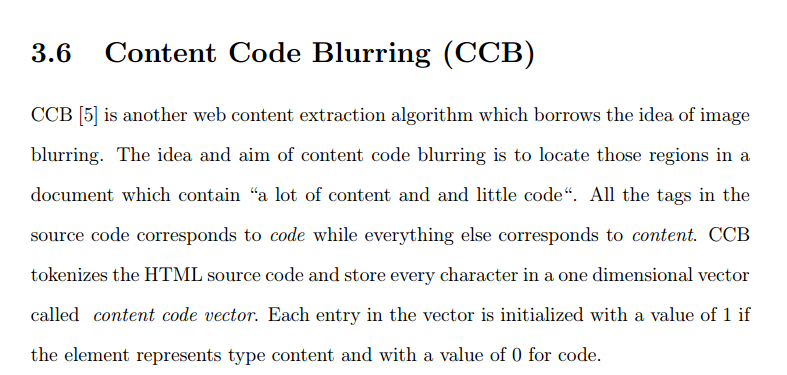 3.6 Content Code Blurring (CCB)
CCB [5] is another web content extraction algorithm which borrows the idea of image
blurring. The idea and aim of content code blurring is to locate those regions in a
document which contain “a lot of content and and little code“. All the tags in the
source code corresponds to code while everything else corresponds to content. CCB
tokenizes the HTML source code and store every character in a one dimensional vector
called content code vector. Each entry in the vector is initialized with a value of 1 if
the element represents type content and with a value of 0 for code.